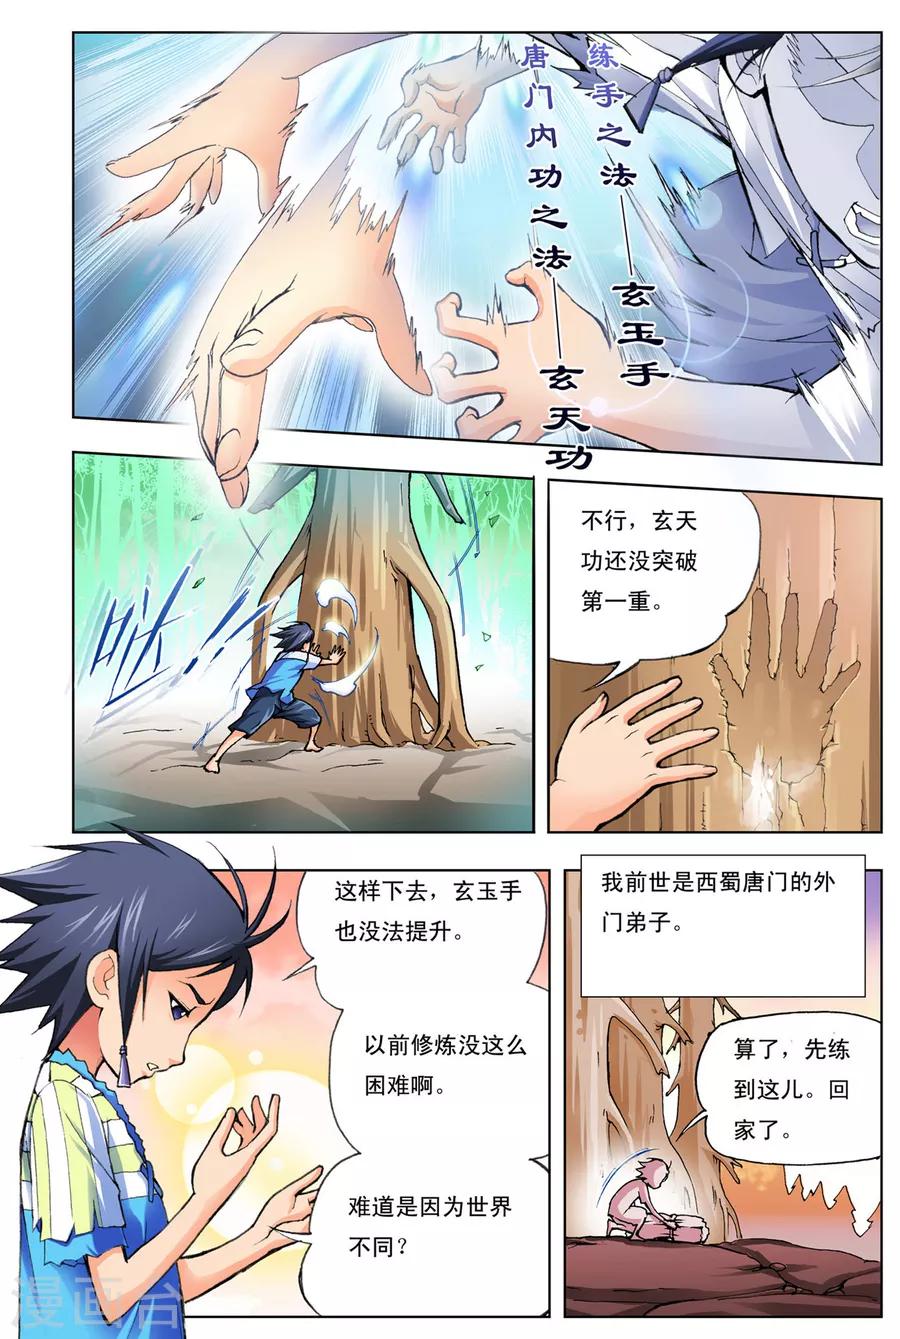 练手之法——玄玉手
唐门内功之法——玄天功
哒!!
不行，玄天
功还没突破
第一重。
这样下去，玄玉手
也没法提升。
以前修炼没这么
困难啊。
难道是因为世界
不同？
我前世是西蜀唐门的外
门弟子。
算了，先练
到这儿。回
家了。
漫画台